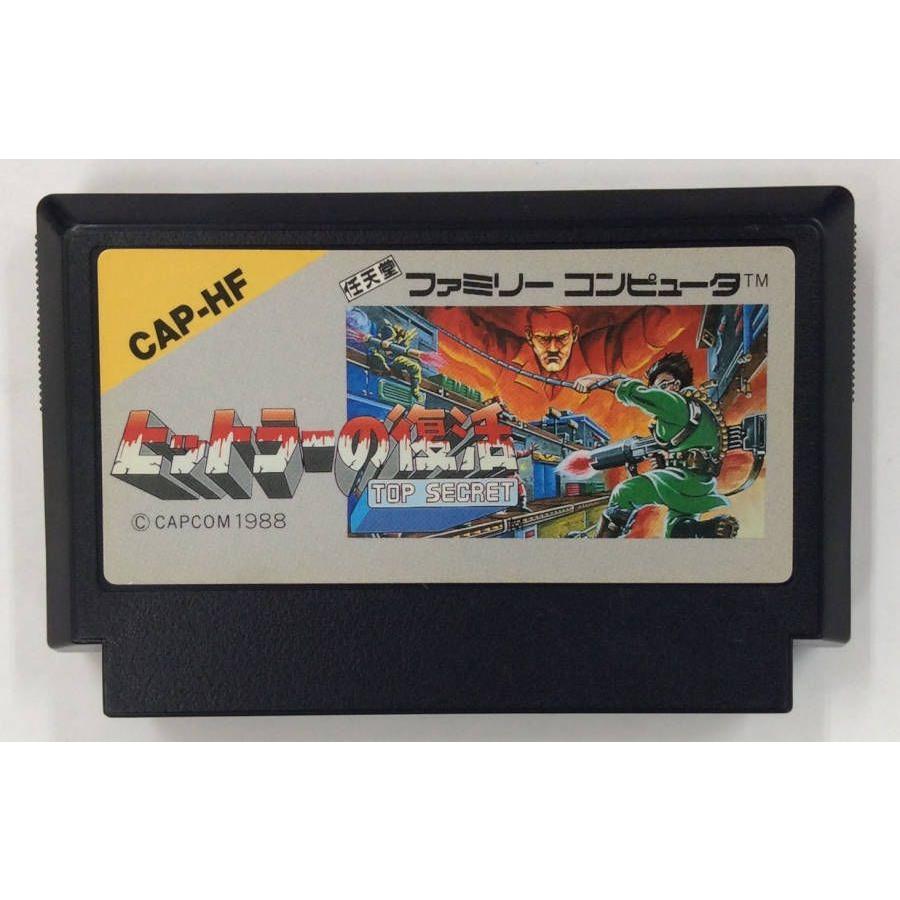 CAP-HF
任天堂 ファミリー コンピュータ™
ヒットラーの復活
TOP SECRET
© CAPCOM 1988